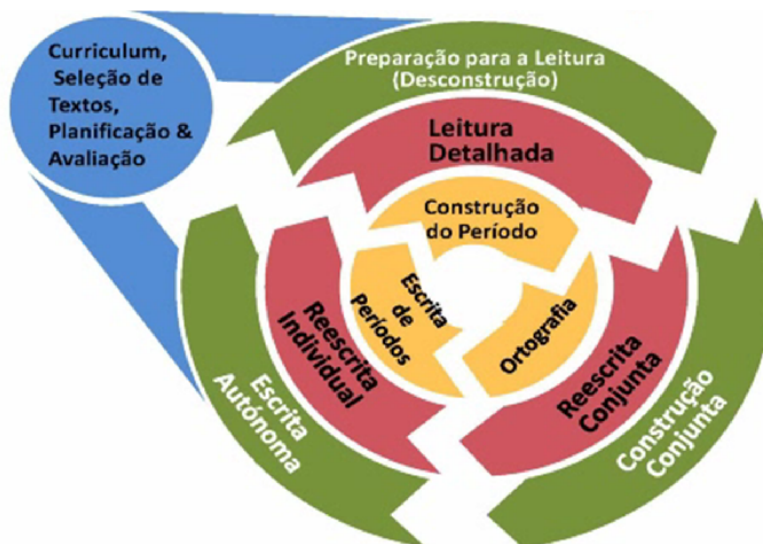 Curriculum,
Seleção de
Textos,
Planificação &
Avaliação
Preparação para a Leitura
(Desconstrução)
Leitura
Detalhada
Construção
do Período
Escrita
de
Períodos
Ortografia
Reescrita
Individual
Reescrita
Conjunta
Escrita
Autónoma
Construção
Conjunta